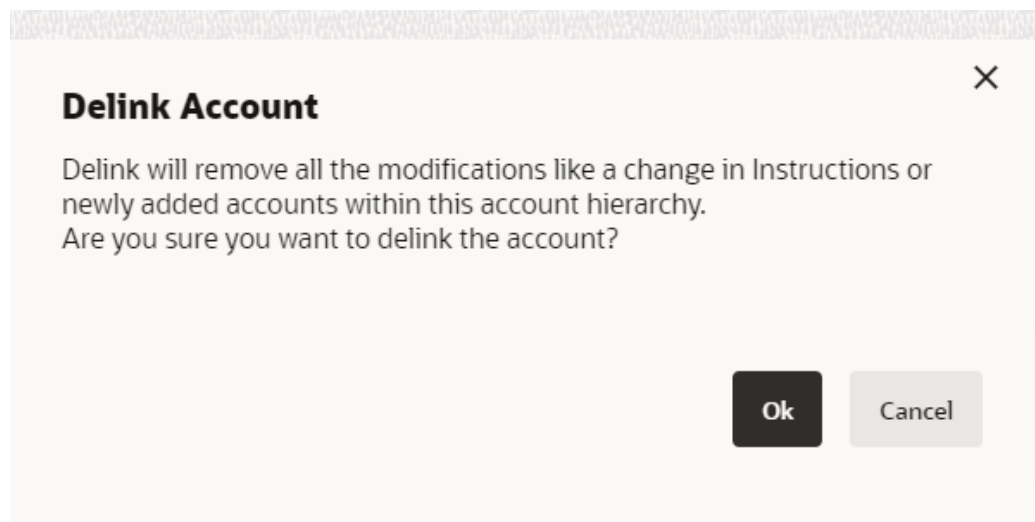 Delink Account
Delink will remove all the modifications like a change in Instructions or
newly added accounts within this account hierarchy.
Are you sure you want to delink the account?
Ok
Cancel